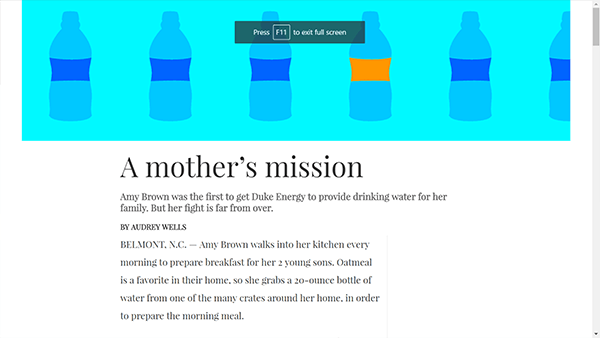 Press F11 to exit full screen
A mother’s mission
Amy Brown was the first to get Duke Energy to provide drinking water for her
family. But her fight is far from over.
BY AUDREY WELLS
BELMONT, N.C. — Amy Brown walks into her kitchen every
morning to prepare breakfast for her 2 young sons. Oatmeal
is a favorite in their home, so she grabs a 20-ounce bottle of
water from one of the many crates around her home, in order
to prepare the morning meal.